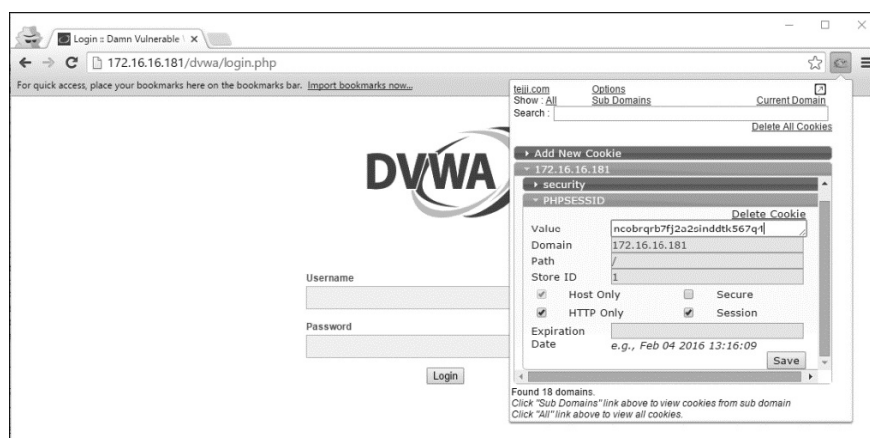 Login :: Damn Vulnerable W
172.16.16.181/dvwa/login.php
For quick access, place your bookmarks here on the bookmarks bar. Import bookmarks now...
DVWA
Username
Password
Login
Options
Show : All Sub Domains Current Domain
Search :
Delete All Cookies
Add New Cookie
172.16.16.181
security
PHPSESSID
Delete Cookie
Value
Domain 172.16.16.181
Path /
Store ID 1
Host Only Secure
HTTP Only Session
Expiration
Date e.g., Feb 04 2016 13:16:09
Save
Found 18 domains.
Click "Sub Domains" link above to view cookies from sub domain
Click "All" link above to view all cookies.